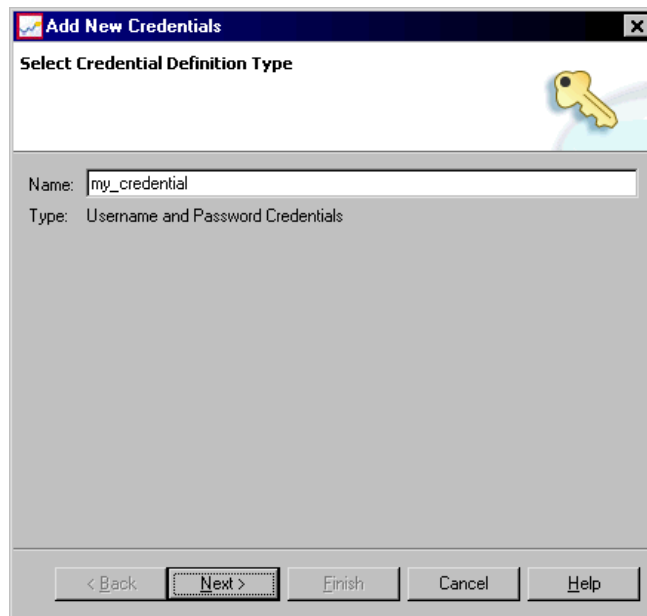 Add New Credentials
Select Credential Definition Type
Name: my_credential
Type: Username and Password Credentials
< Back Next > Finish Cancel Help